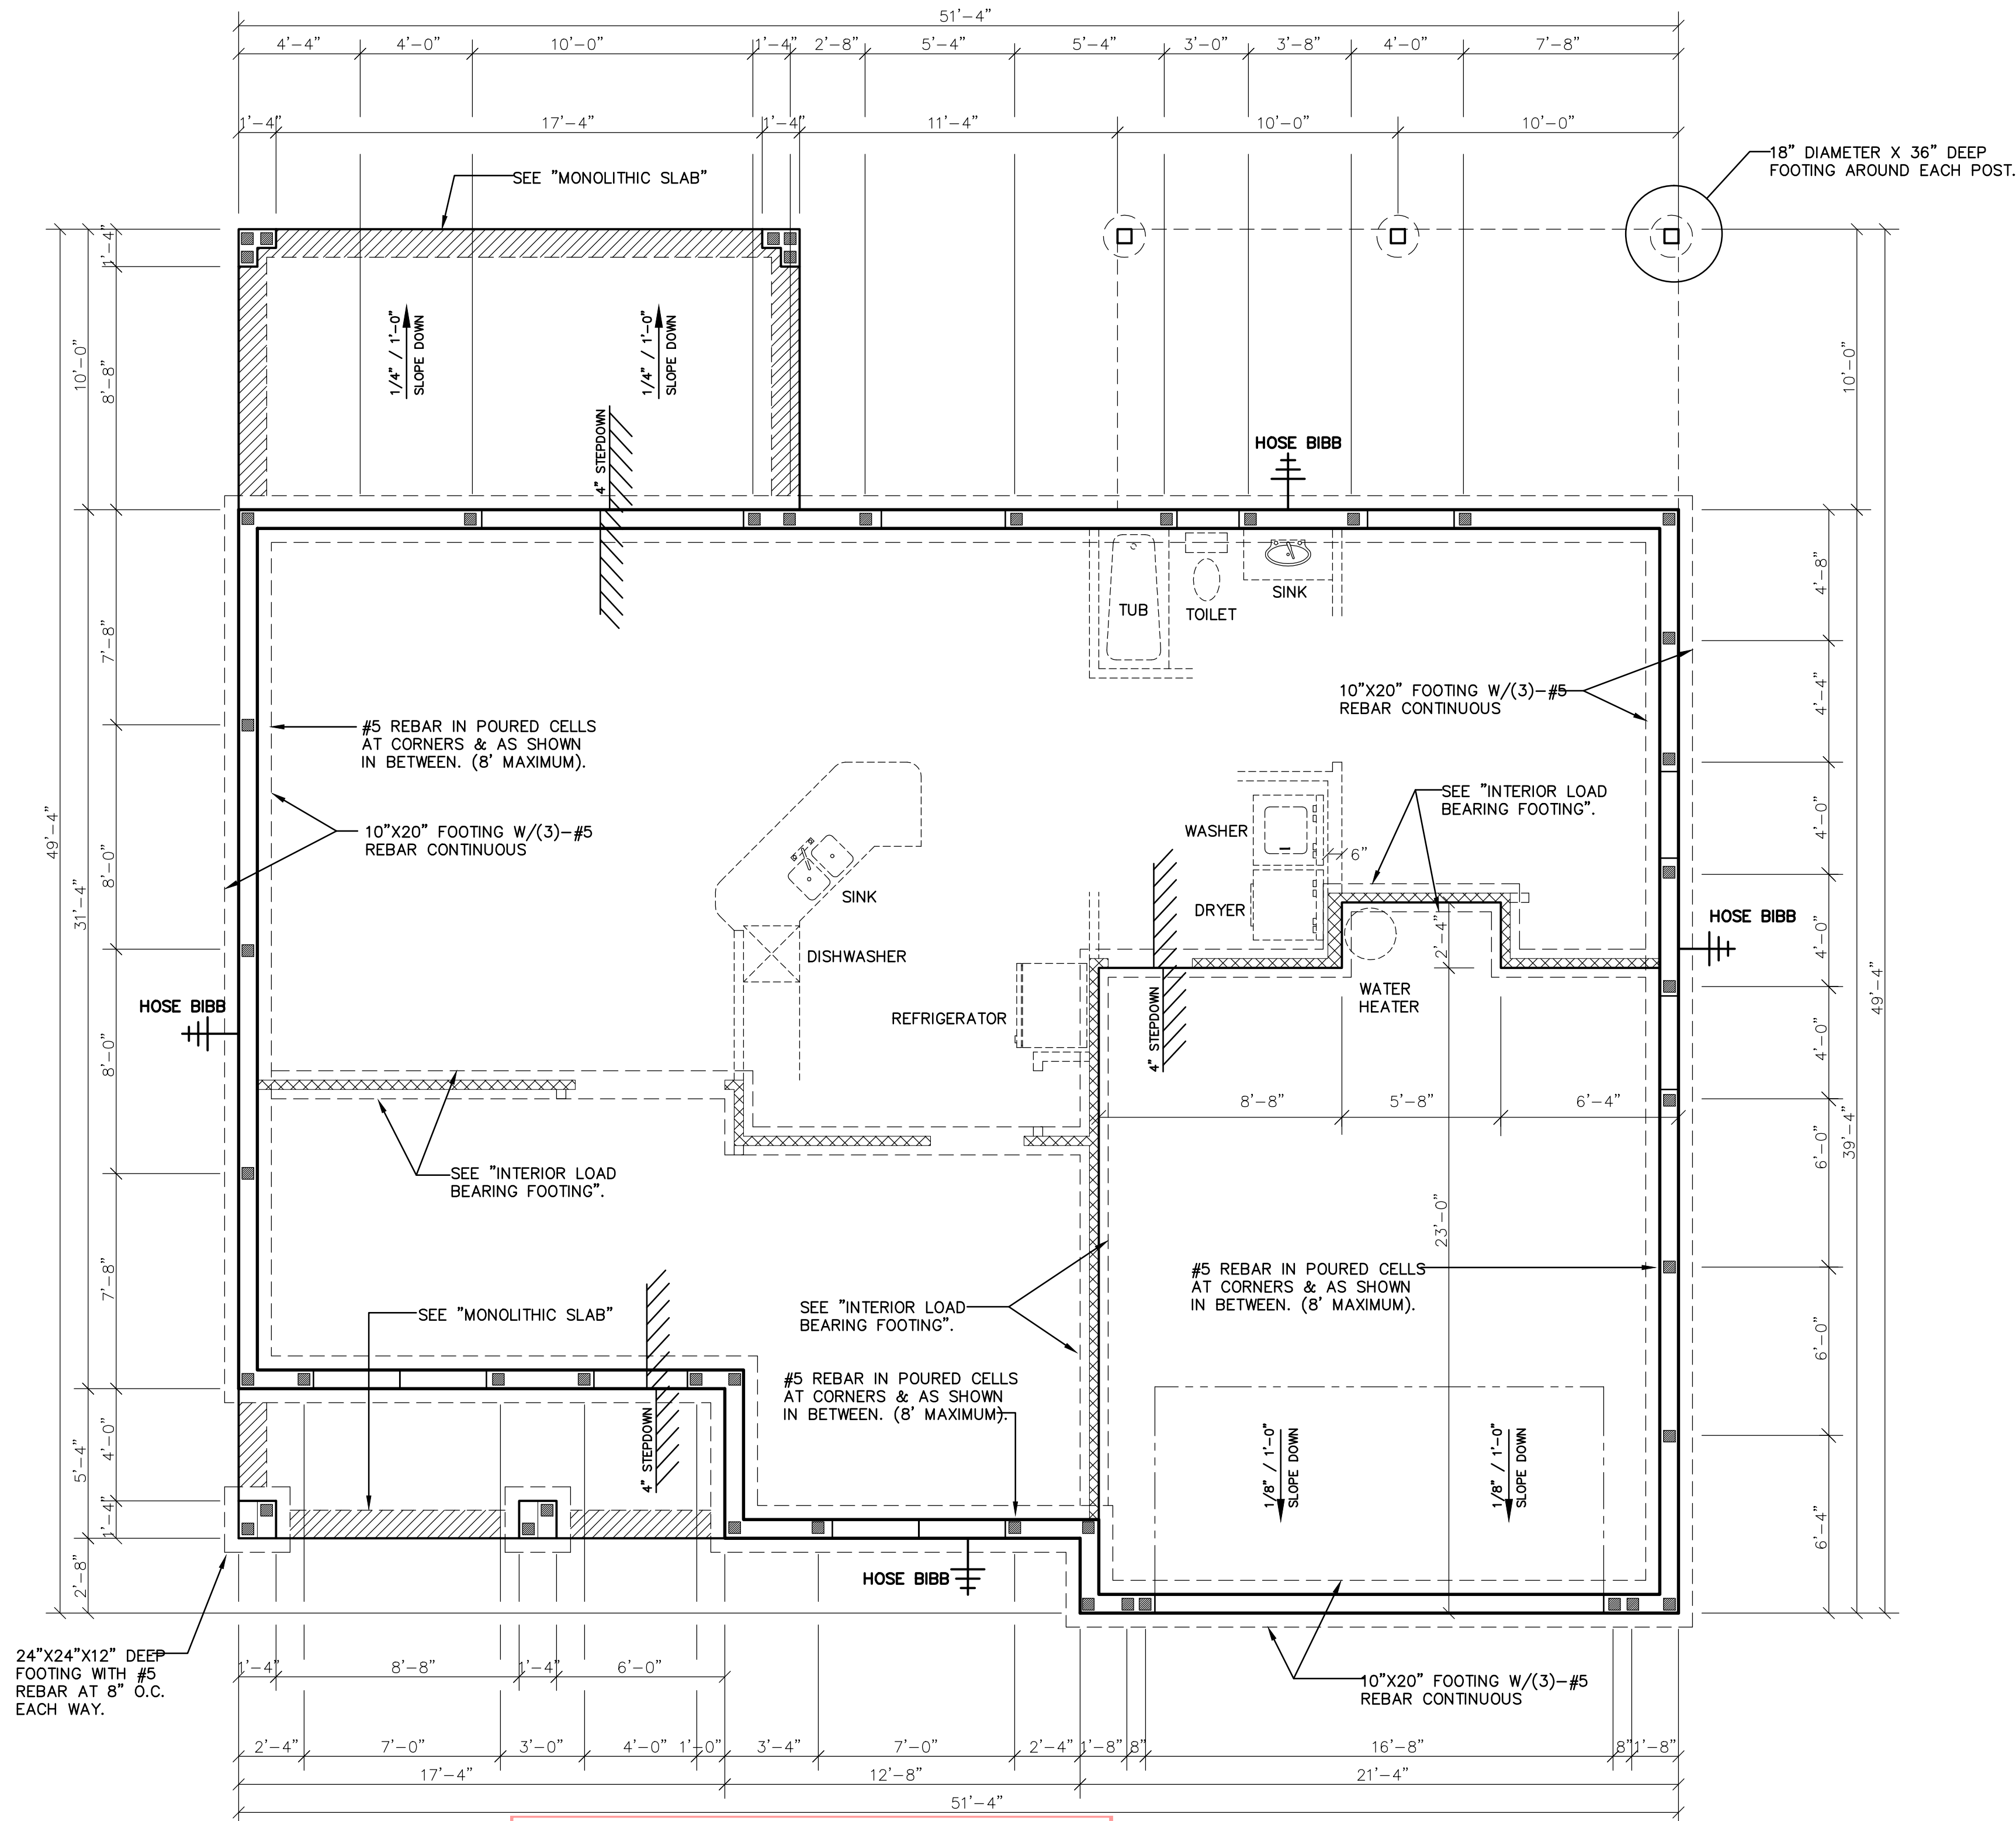 51'-4"
4'-4" 4'-0" 10'-0" 1'-4" 2'-8" 5'-4" 5'-4" 3'-0" 3'-8" 4'-0" 7'-8"
1'-4" 17'-4" 1'-4" 11'-4" 10'-0" 10'-0"
18" DIAMETER X 36" DEEP
FOOTING AROUND EACH POST.
SEE "MONOLITHIC SLAB"
1'-4"
10'-0"
8'-8"
1/4" / 1'-0"
SLOPE DOWN
1/4" / 1'-0"
SLOPE DOWN
10'-0"
4" STEPDOWN
HOSE BIBB
TUB
TOILET
SINK
4'-8"
7'-8"
10"X20" FOOTING W/(3)-#5
REBAR CONTINUOUS
4'-4"
#5 REBAR IN POURED CELLS
AT CORNERS & AS SHOWN
IN BETWEEN. (8' MAXIMUM).
SEE "INTERIOR LOAD
BEARING FOOTING".
4'-0"
49'-4"
10"X20" FOOTING W/(3)-#5
REBAR CONTINUOUS
WASHER
6"
8'-0"
31'-4"
SINK
DRYER
2'-4"
HOSE BIBB
4'-0"
DISHWASHER
49'-4"
HOSE BIBB
REFRIGERATOR
4" STEPDOWN
WATER
HEATER
8'-0"
4'-0"
8'-8" 5'-8" 6'-4"
6'-0"
39'-4"
SEE "INTERIOR LOAD
BEARING FOOTING".
23'-0"
7'-8"
#5 REBAR IN POURED CELLS
AT CORNERS & AS SHOWN
IN BETWEEN. (8' MAXIMUM).
SEE "MONOLITHIC SLAB"
SEE "INTERIOR LOAD
BEARING FOOTING".
6'-0"
#5 REBAR IN POURED CELLS
AT CORNERS & AS SHOWN
IN BETWEEN. (8' MAXIMUM).
4" STEPDOWN
5'-4"
4'-0"
1/8" / 1'-0"
SLOPE DOWN
1/8" / 1'-0"
SLOPE DOWN
1'-4"
6'-4"
2'-8"
HOSE BIBB
24"X24"X12" DEEP
FOOTING WITH #5
REBAR AT 8" O.C.
EACH WAY.
1'-4" 8'-8" 1'-4" 6'-0"
10"X20" FOOTING W/(3)-#5
REBAR CONTINUOUS
2'-4" 7'-0" 3'-0" 4'-0" 1'-0" 3'-4" 7'-0" 2'-4" 1'-8" 8" 16'-8" 8" 1'-8"
17'-4" 12'-8" 21'-4"
51'-4"